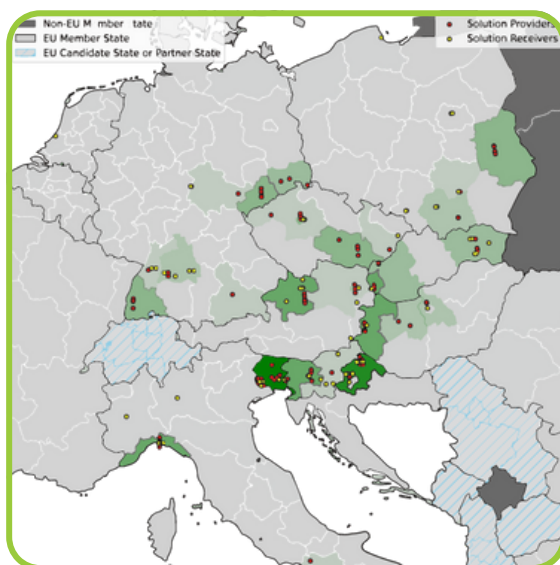 Non-EU M mber tate
EU Member State
EU Candidate State or Partner State
Solution Providers
Solution Receivers